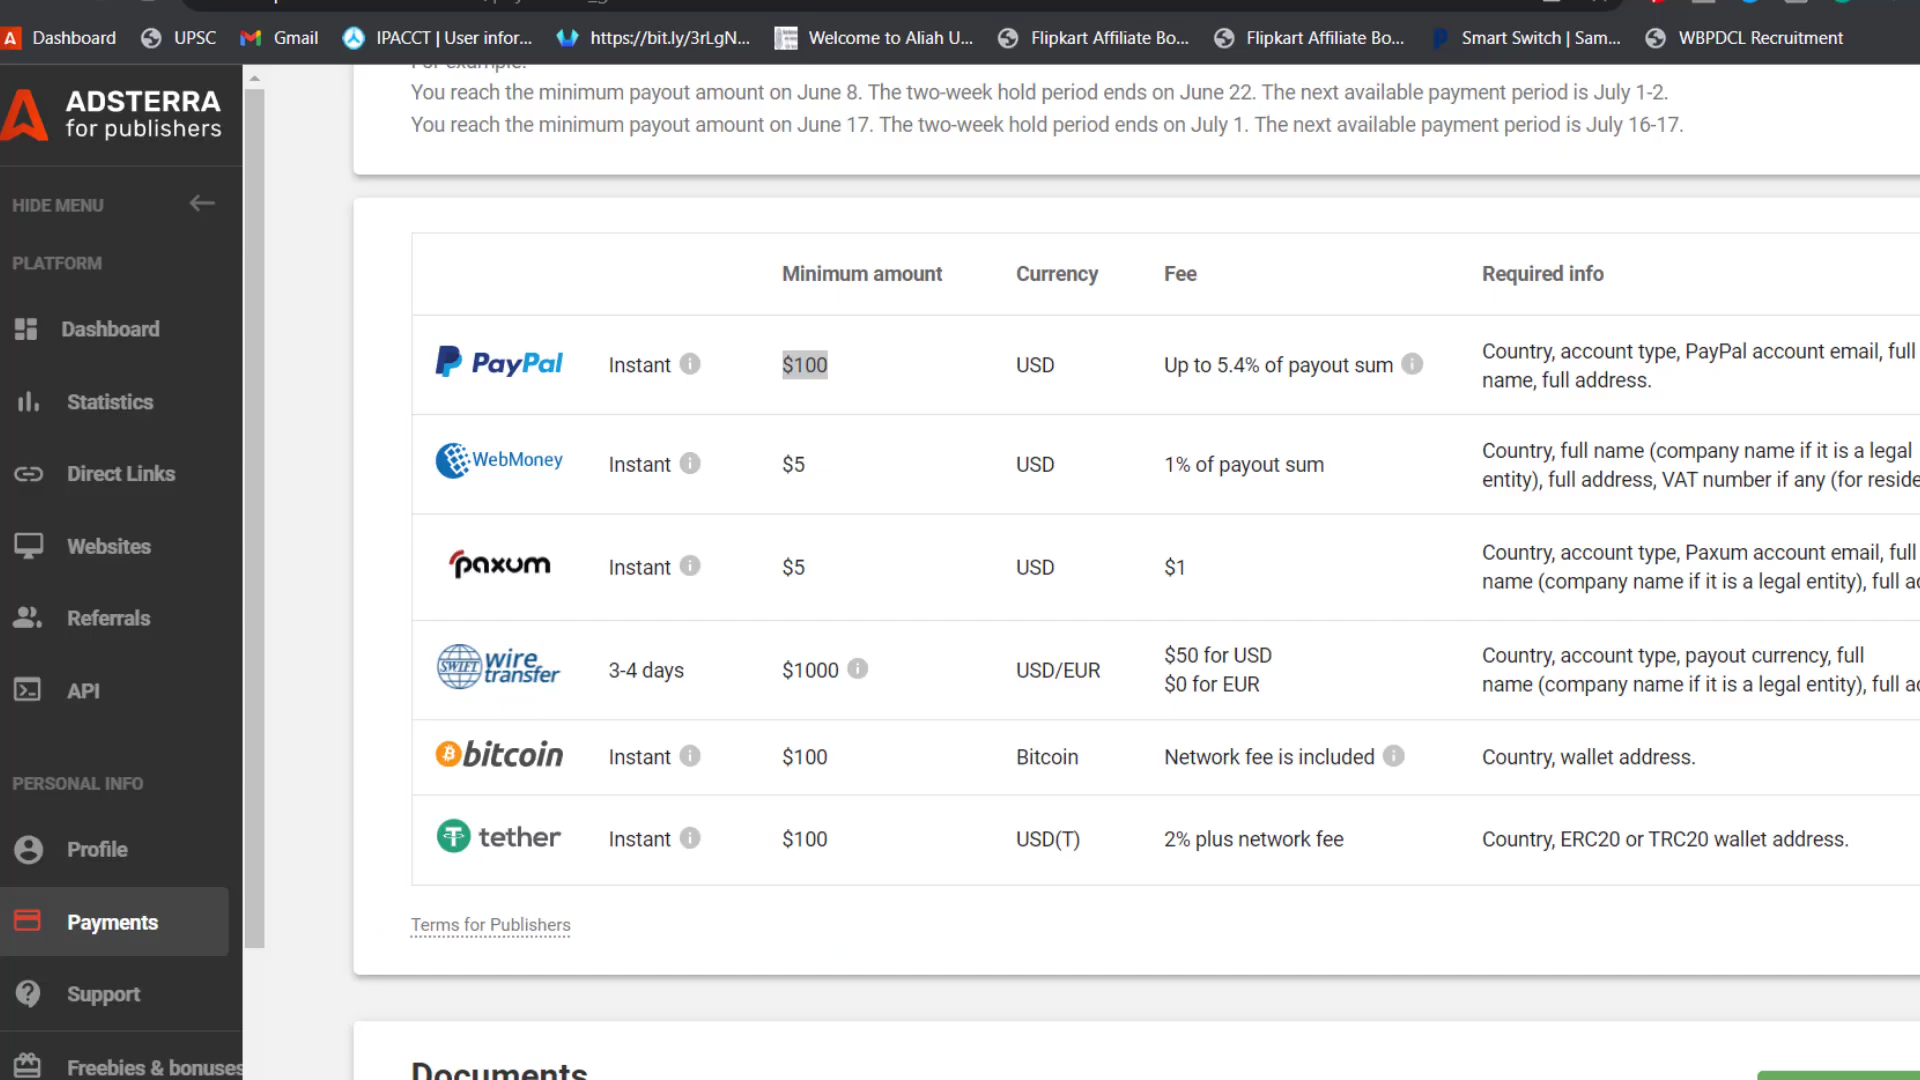 Dashboard UPSC Gmail IPACCT | User infor... https://bit.ly/3rLgN... Welcome to Aliah U... Flipkart Affiliate Bo... Flipkart Affiliate Bo... Smart Switch | Sam... WBPDCL Recruitment
ADSTERRA
for publishers
HIDE MENU
PLATFORM
Dashboard
Statistics
Direct Links
Websites
Referrals
API
PERSONAL INFO
Profile
Payments
Support
Freebies & bonuses
For example:
You reach the minimum payout amount on June 8. The two-week hold period ends on June 22. The next available payment period is July 1-2.
You reach the minimum payout amount on June 17. The two-week hold period ends on July 1. The next available payment period is July 16-17.
Minimum amount Currency Fee Required info
PayPal Instant $100 USD Up to 5.4% of payout sum Country, account type, PayPal account email, full
name, full address.
WebMoney Instant $5 USD 1% of payout sum Country, full name (company name if it is a legal
entity), full address, VAT number if any (for reside
paxum Instant $5 USD $1 Country, account type, Paxum account email, full
name (company name if it is a legal entity), full a
SWIFT wire transfer 3-4 days $1000 USD/EUR $50 for USD Country, account type, payout currency, full
$0 for EUR name (company name if it is a legal entity), full a
bitcoin Instant $100 Bitcoin Network fee is included Country, wallet address.
tether Instant $100 USD(T) 2% plus network fee Country, ERC20 or TRC20 wallet address.
Terms for Publishers
Documents